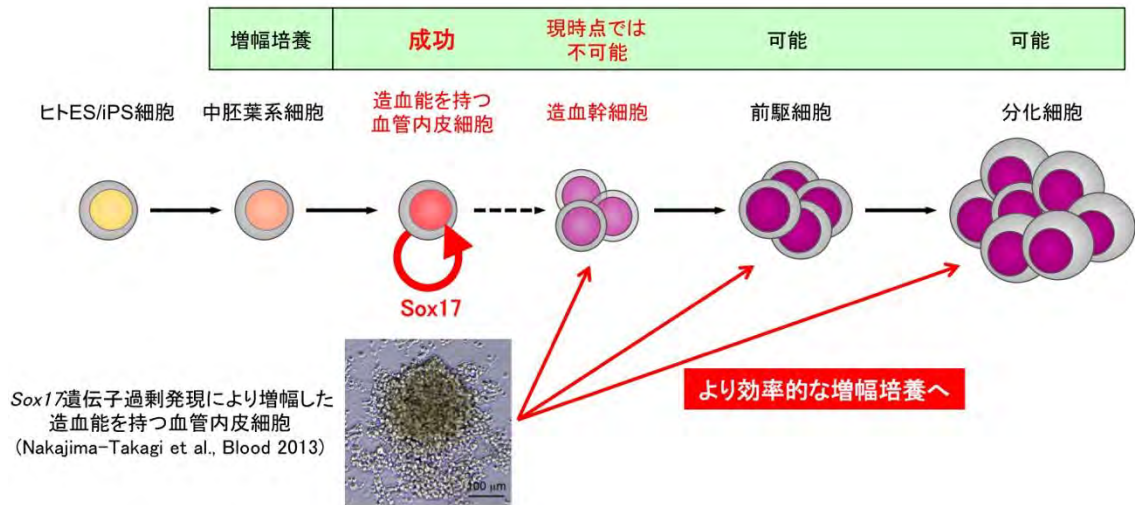 増幅培養
成功
現時点では
不可能
可能
可能
ヒトES/iPS細胞
中胚葉系細胞
造血能を持つ
血管内皮細胞
造血幹細胞
前駆細胞
分化細胞
Sox17
Sox17遺伝子過剰発現により増幅した
造血能を持つ血管内皮細胞
(Nakajima-Takagi et al., Blood 2013)
100 μm
より効率的な増幅培養へ